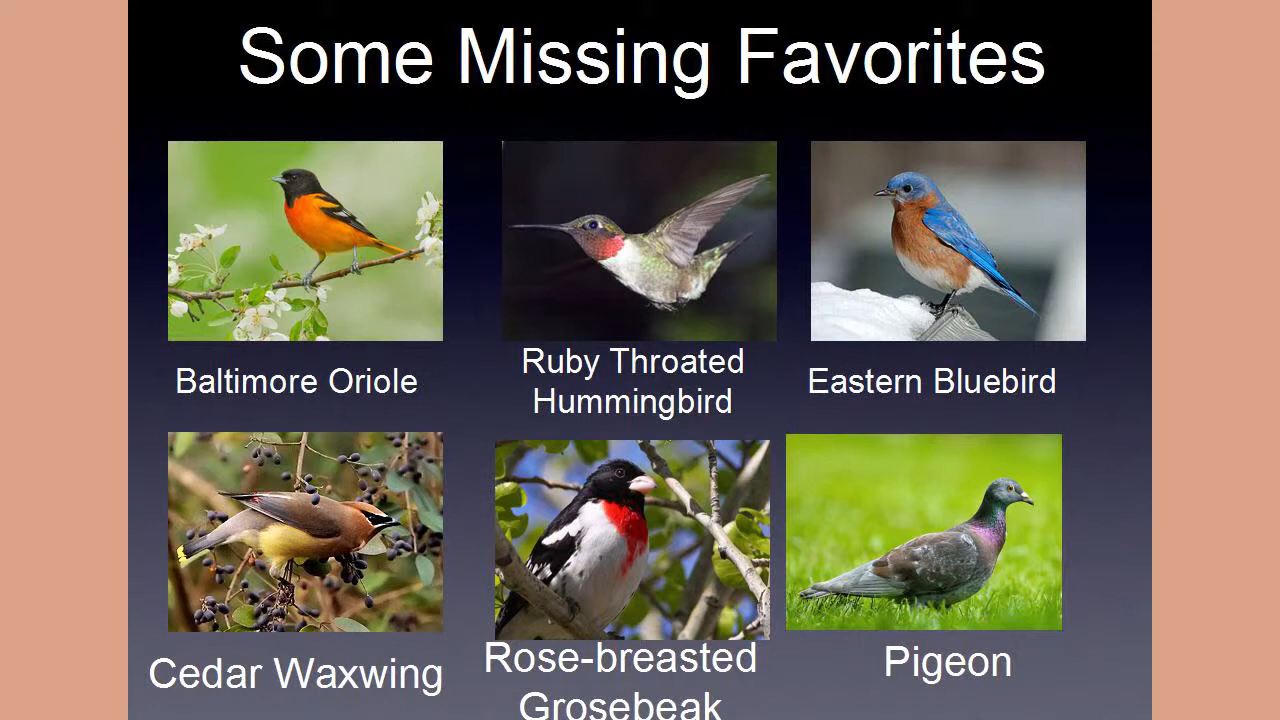 Some Missing Favorites
Baltimore Oriole
Ruby Throated
Hummingbird
Eastern Bluebird
Cedar Waxwing
Rose-breasted
Grosebeak
Pigeon